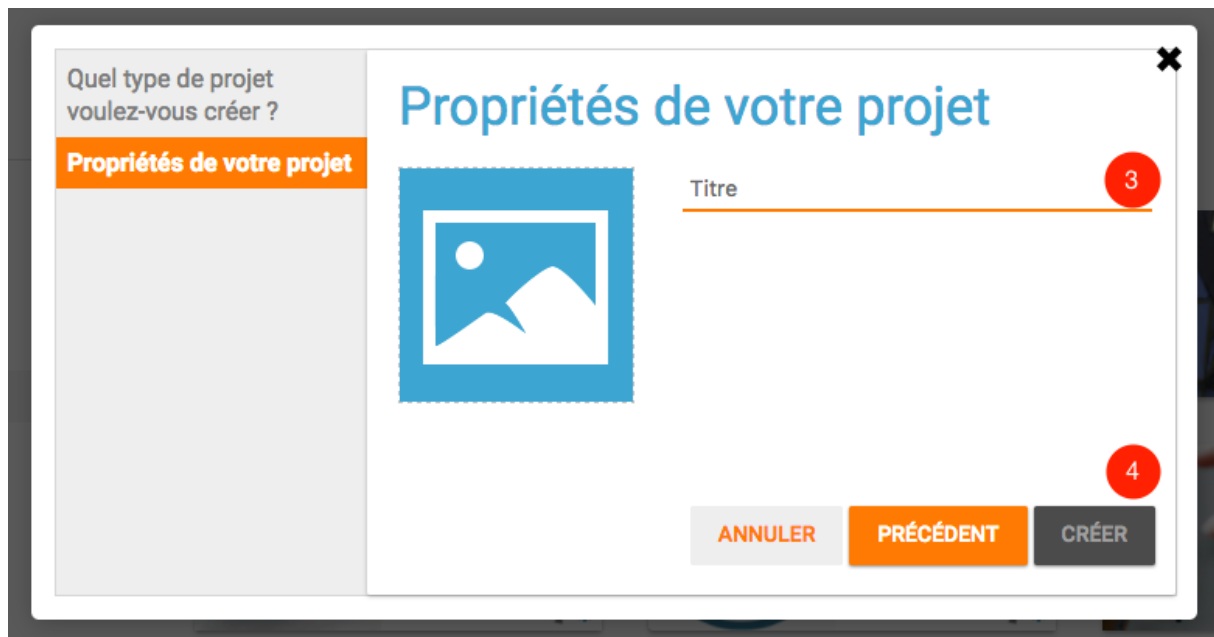 Quel type de projet
voulez-vous créer ?
Propriétés de votre projet
Propriétés de votre projet
Titre
3
4
ANNULER
PRÉCÉDENT
CRÉER